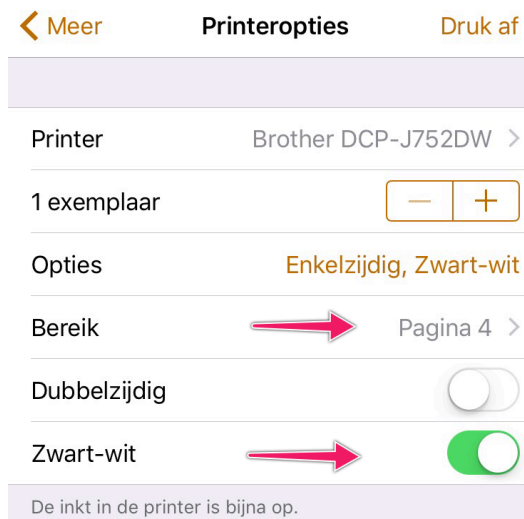 Meer Printeropties Druk af
Printer Brother DCP-J752DW
1 exemplaar
Opties Enkelzijdig, Zwart-wit
Bereik Pagina 4
Dubbelzijdig
Zwart-wit
De inkt in de printer is bijna op.